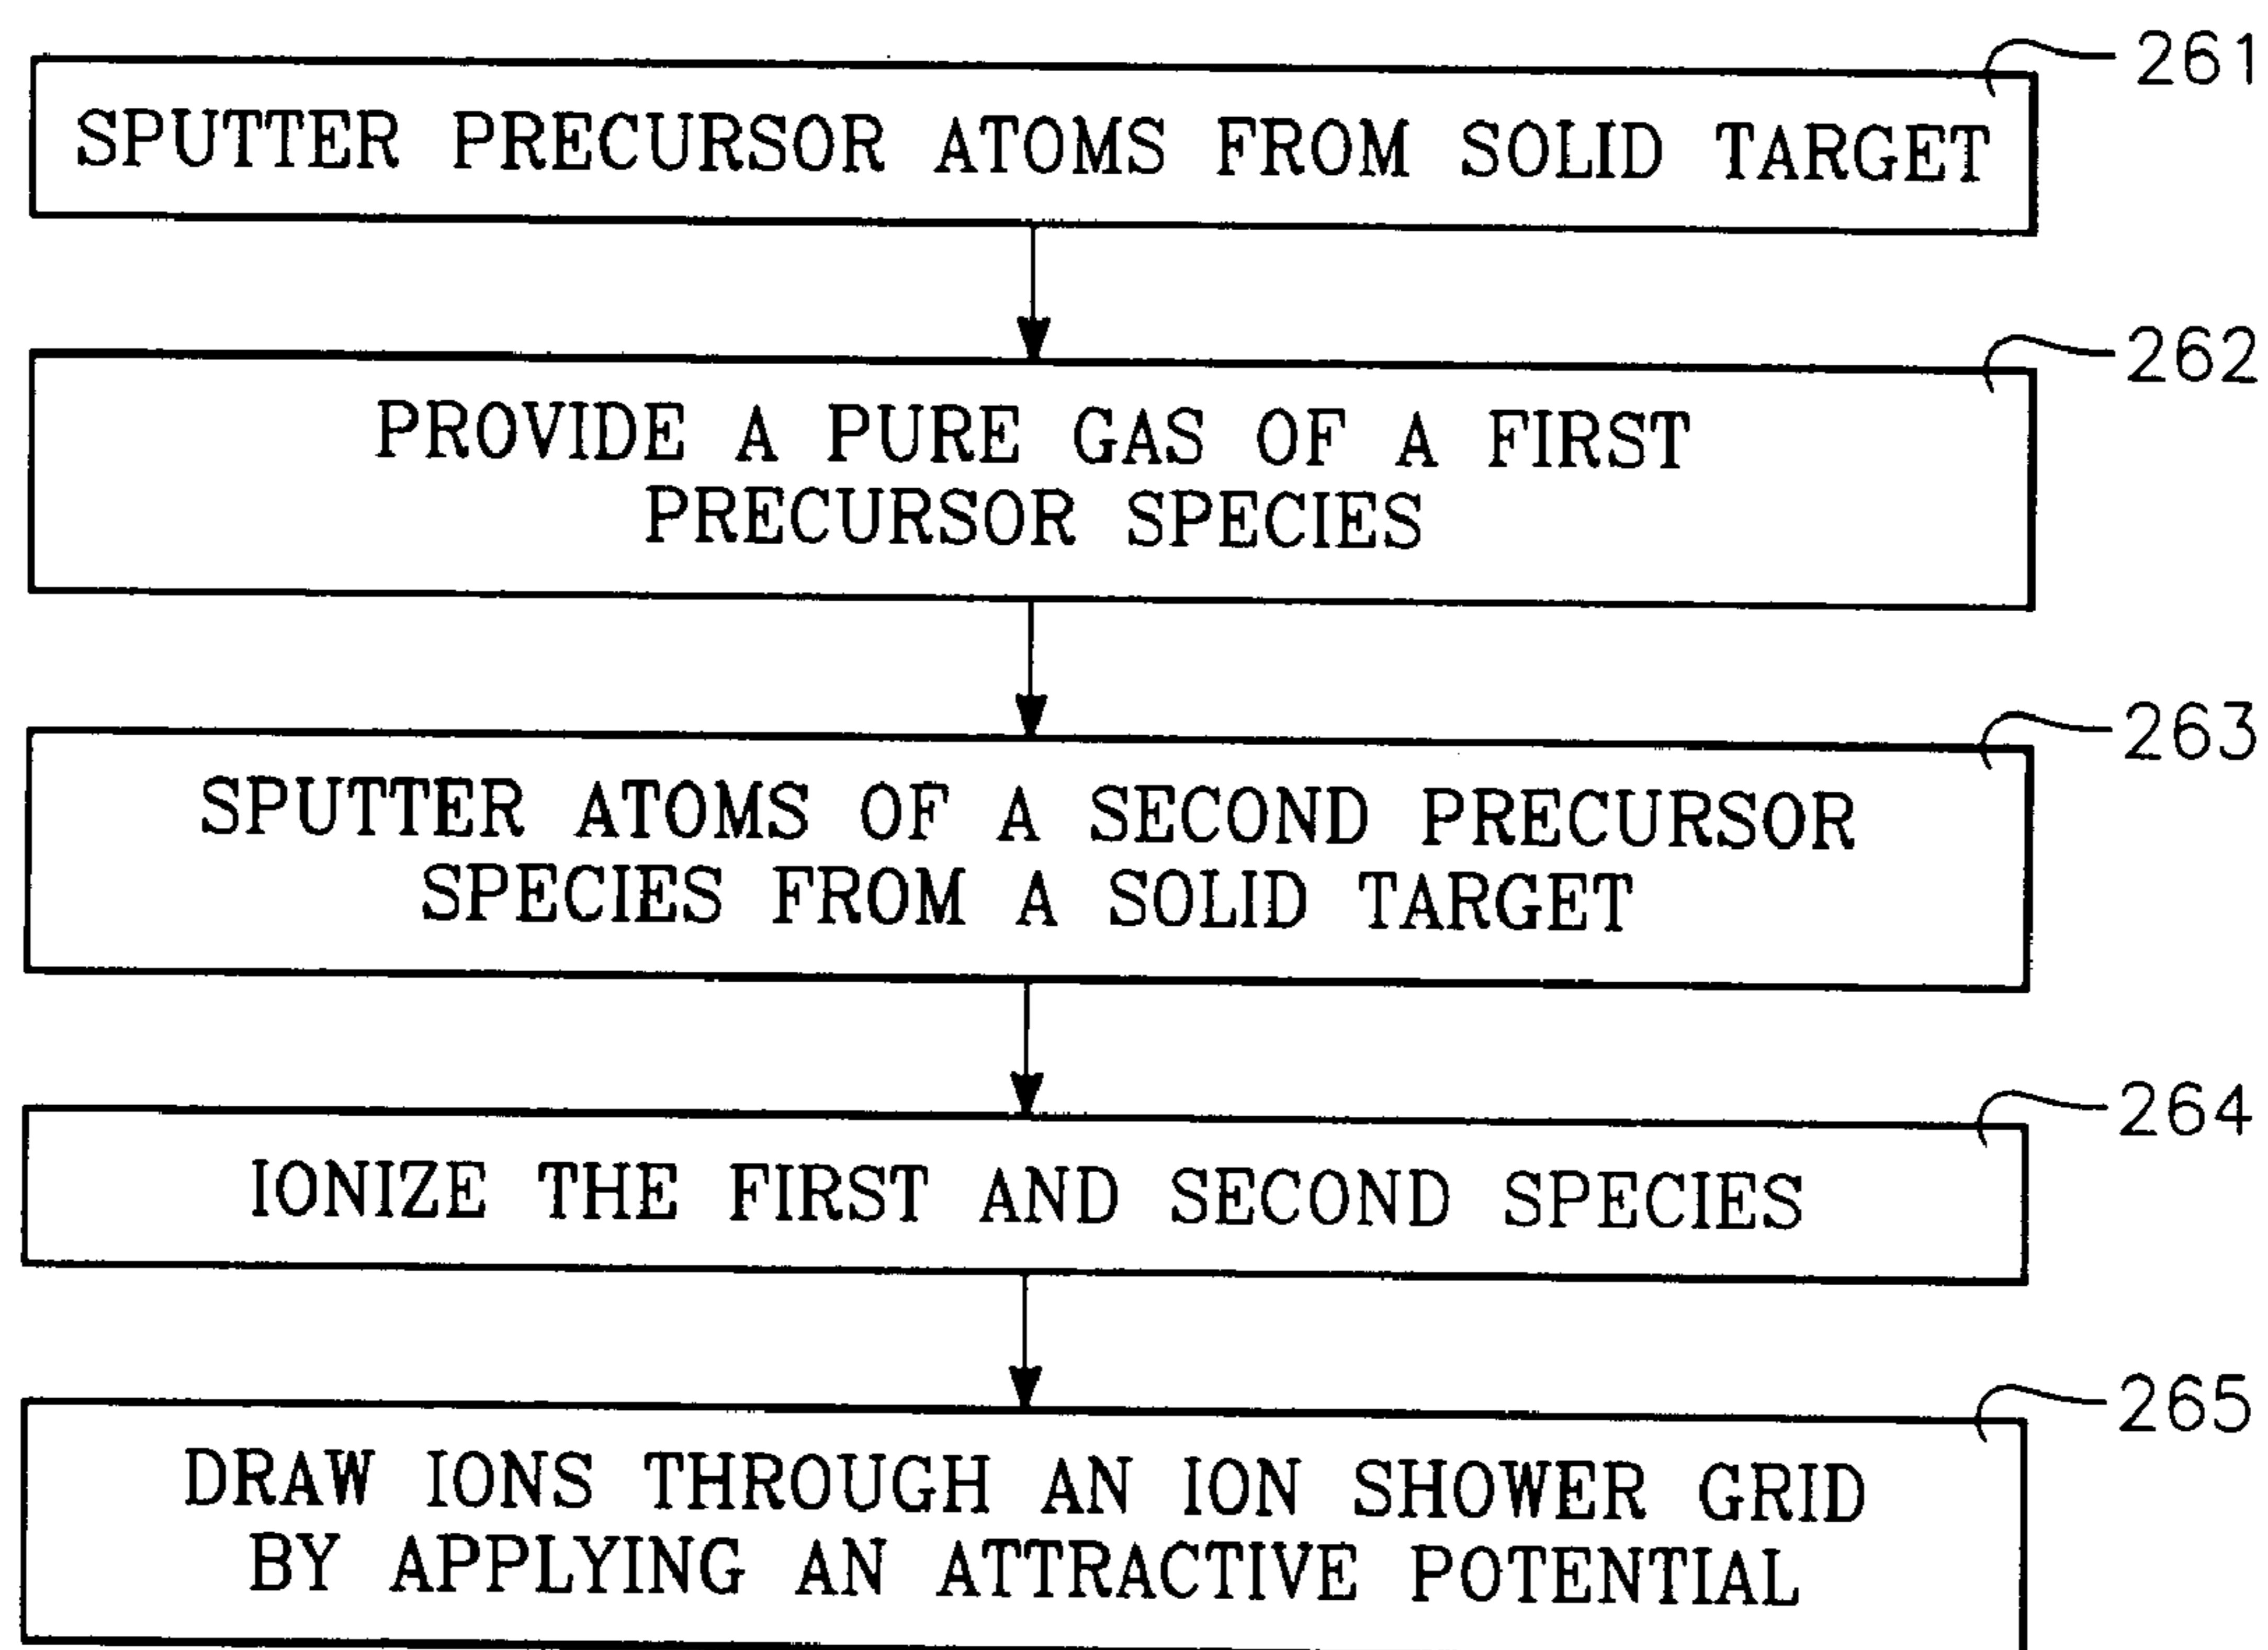 261
SPUTTER PRECURSOR ATOMS FROM SOLID TARGET
262
PROVIDE A PURE GAS OF A FIRST
PRECURSOR SPECIES
263
SPUTTER ATOMS OF A SECOND PRECURSOR
SPECIES FROM A SOLID TARGET
264
IONIZE THE FIRST AND SECOND SPECIES
265
DRAW IONS THROUGH AN ION SHOWER GRID
BY APPLYING AN ATTRACTIVE POTENTIAL